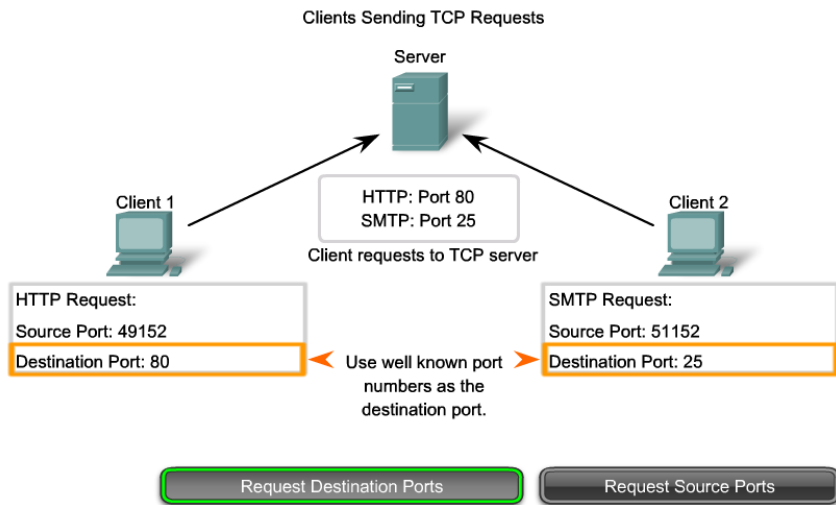 Clients Sending TCP Requests
Server
Client 1
Client 2
HTTP: Port 80
SMTP: Port 25
Client requests to TCP server
HTTP Request:
Source Port: 49152
Destination Port: 80
SMTP Request:
Source Port: 51152
Destination Port: 25
Use well known port
numbers as the
destination port.
Request Destination Ports
Request Source Ports